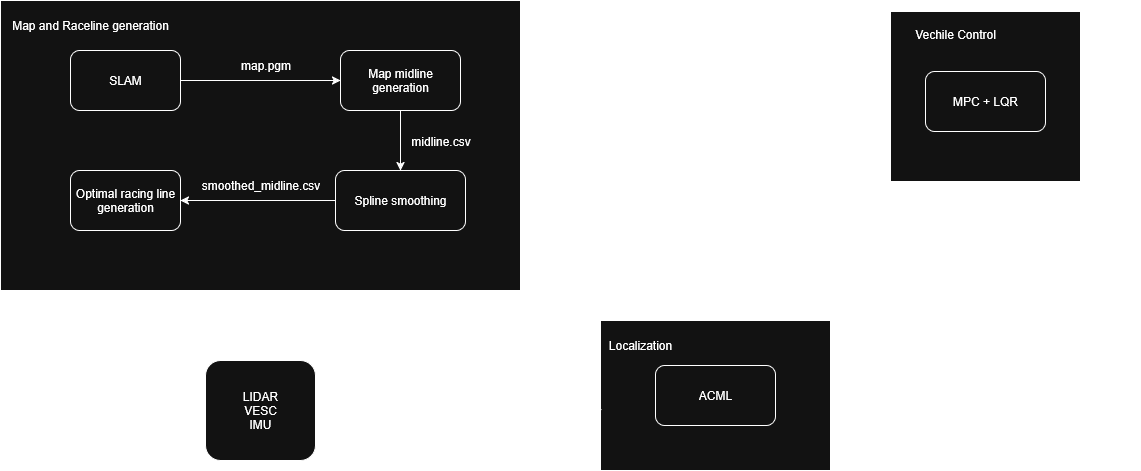 Map and Raceline generation
SLAM
map.pgm
Map midline
generation
midline.csv
Optimal racing line
generation
smoothed_midline.csv
Spline smoothing
Vechile Control
MPC + LQR
LIDAR
VESC
IMU
Localization
ACML